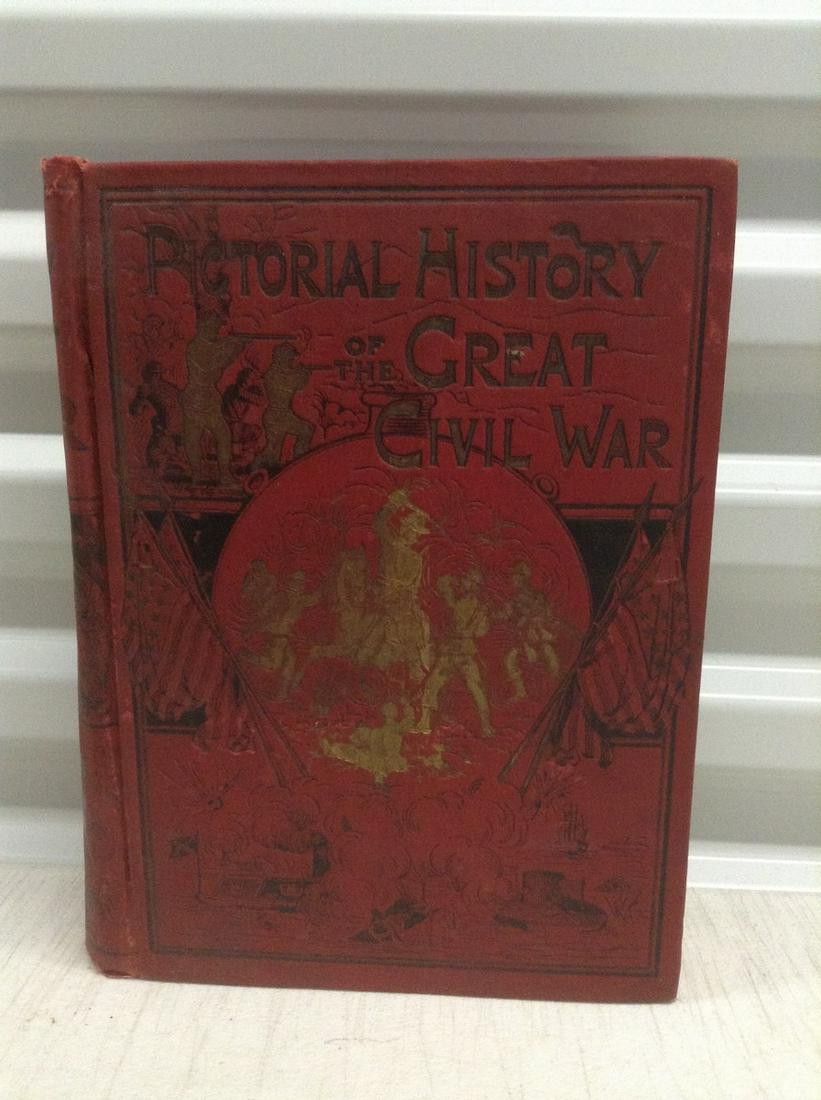 PICTORIAL HISTORY
OF THE GREAT
CIVIL WAR